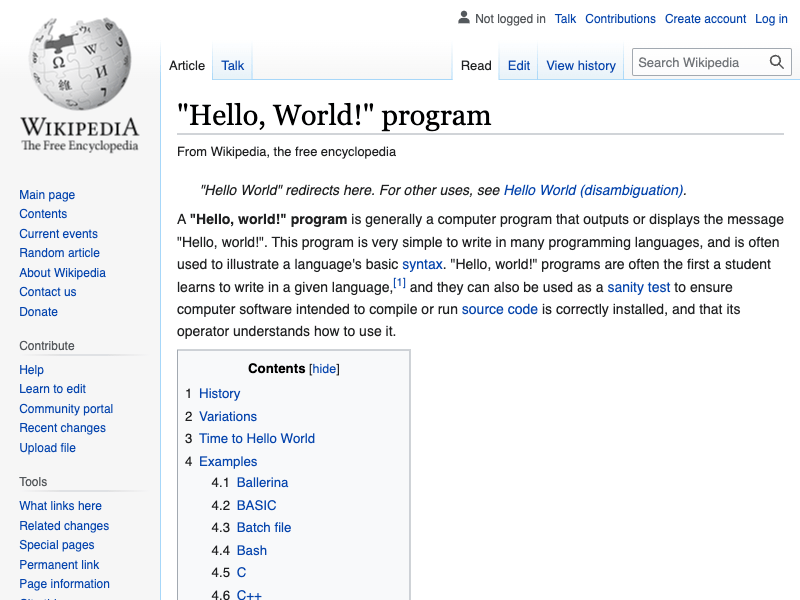 Not logged in Talk Contributions Create account Log in
Article Talk Read Edit View history Search Wikipedia
Ω W И
WIKIPEDIA
The Free Encyclopedia
Main page
Contents
Current events
Random article
About Wikipedia
Contact us
Donate
Contribute
Help
Learn to edit
Community portal
Recent changes
Upload file
Tools
What links here
Related changes
Special pages
Permanent link
Page information
"Hello, World!" program
From Wikipedia, the free encyclopedia
"Hello World" redirects here. For other uses, see Hello World (disambiguation).
A "Hello, world!" program is generally a computer program that outputs or displays the message
"Hello, world!". This program is very simple to write in many programming languages, and is often
used to illustrate a language's basic syntax. "Hello, world!" programs are often the first a student
learns to write in a given language,[1] and they can also be used as a sanity test to ensure
computer software intended to compile or run source code is correctly installed, and that its
operator understands how to use it.
Contents [hide]
1 History
2 Variations
3 Time to Hello World
4 Examples
4.1 Ballerina
4.2 BASIC
4.3 Batch file
4.4 Bash
4.5 C
4.6 C++